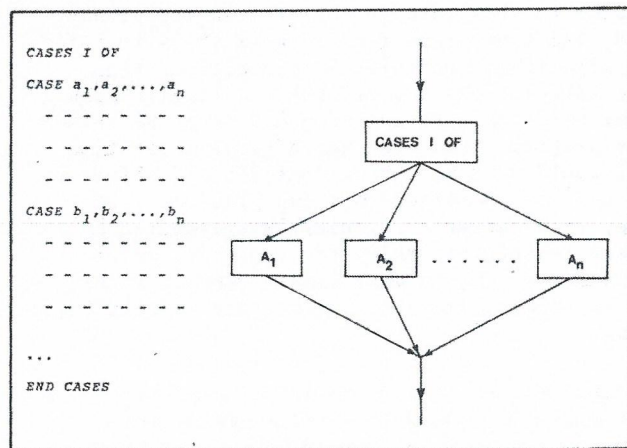 CASES I OF
CASE a1,a2,...,an
- - - - - - - -
- - - - - - - -
- - - - - - - -
CASE b1,b2,...,bn
- - - - - - - -
- - - - - - - -
- - - - - - - -
...
END CASES
CASES I OF
A1 A2 . . . . . . An